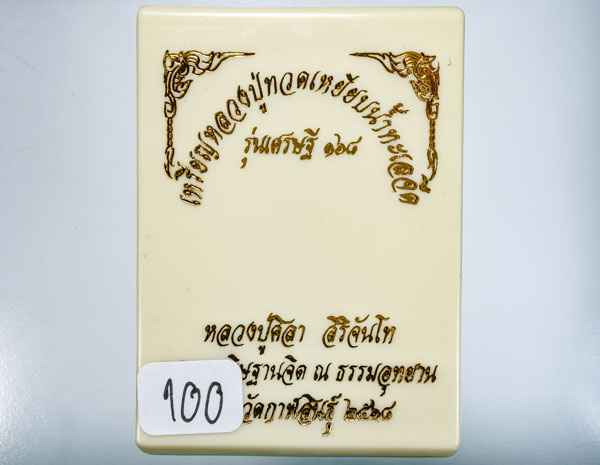 เหรียญหลวงปู่ทวดเหยียบน้ำทะเลจืด
รุ่นเศรษฐี ๑๖๘
หลวงปู่ศิลา สิริจันโท
ษฐานจิต ณ ธรรมอุทยาน
วัดกาฬสินธุ์ ๒๕๖๘
100